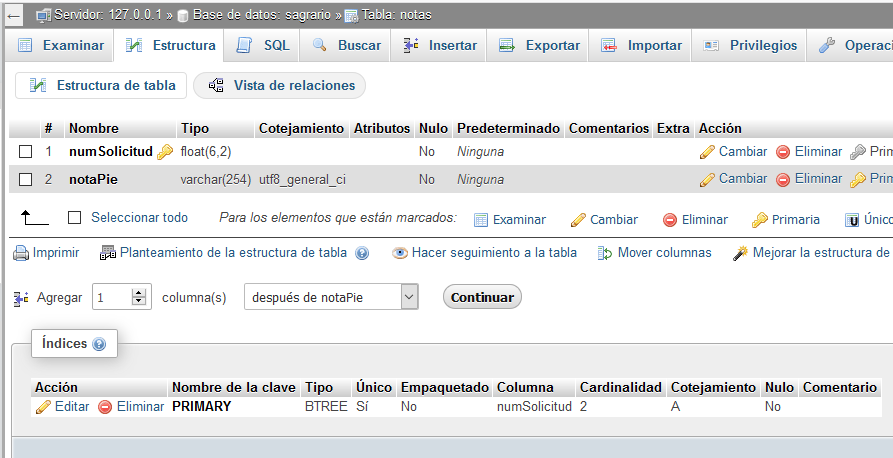 Servidor: 127.0.0.1 » Base de datos: sagrario » Tabla: notas
Examinar Estructura SQL Buscar Insertar Exportar Importar Privilegios Operaci
Estructura de tabla Vista de relaciones
# Nombre Tipo Cotejamiento Atributos Nulo Predeterminado Comentarios Extra Acción
1 numSolicitud float(6,2) No Ninguna Cambiar Eliminar Prim
2 notaPie varchar(254) utf8_general_ci No Ninguna Cambiar Eliminar Prim
Seleccionar todo Para los elementos que están marcados: Examinar Cambiar Eliminar Primaria U Único
Imprimir Planteamiento de la estructura de tabla Hacer seguimiento a la tabla Mover columnas Mejorar la estructura de
Agregar 1 columna(s) después de notaPie Continuar
Índices
Acción Nombre de la clave Tipo Único Empaquetado Columna Cardinalidad Cotejamiento Nulo Comentario
Editar Eliminar PRIMARY BTREE Sí No numSolicitud 2 A No